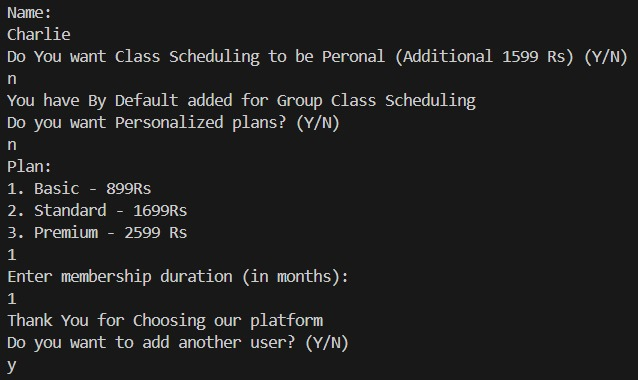 Name:
Charlie
Do You want Class Scheduling to be Peronal (Additional 1599 Rs) (Y/N)
n
You have By Default added for Group Class Scheduling
Do you want Personalized plans? (Y/N)
n
Plan:
1. Basic - 899Rs
2. Standard - 1699Rs
3. Premium - 2599 Rs
1
Enter membership duration (in months):
1
Thank You for Choosing our platform
Do you want to add another user? (Y/N)
y